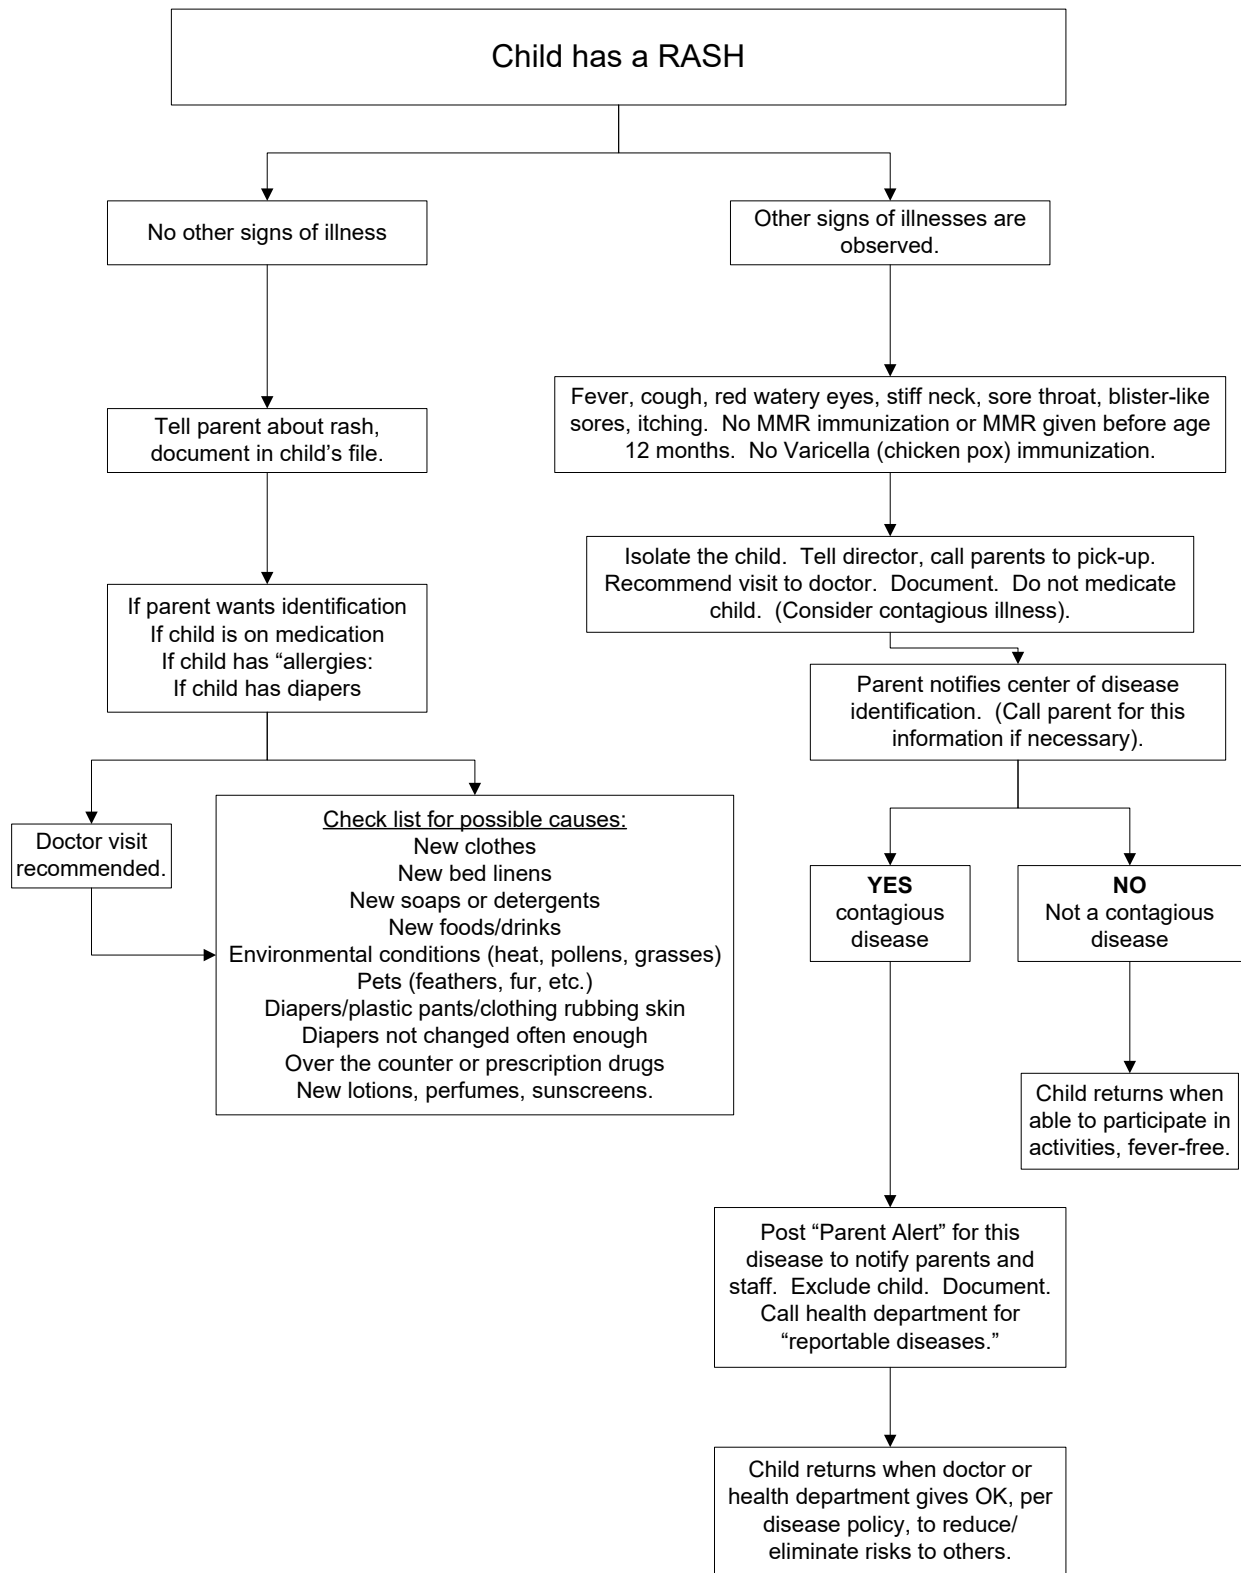 Child has a RASH
No other signs of illness
Other signs of illnesses are
observed.
Tell parent about rash,
document in child's file.
Fever, cough, red watery eyes, stiff neck, sore throat, blister-like
sores, itching.  No MMR immunization or MMR given before age
12 months.  No Varicella (chicken pox) immunization.
Isolate the child.  Tell director, call parents to pick-up.
Recommend visit to doctor.  Document.  Do not medicate
child.  (Consider contagious illness).
If parent wants identification
If child is on medication
If child has “allergies:
If child has diapers
Parent notifies center of disease
identification.  (Call parent for this
information if necessary).
Doctor visit
recommended.
Check list for possible causes:
New clothes
New bed linens
New soaps or detergents
New foods/drinks
Environmental conditions (heat, pollens, grasses)
Pets (feathers, fur, etc.)
Diapers/plastic pants/clothing rubbing skin
Diapers not changed often enough
Over the counter or prescription drugs
New lotions, perfumes, sunscreens.
YES
contagious
disease
NO
Not a contagious
disease
Child returns when
able to participate in
activities, fever-free.
Post “Parent Alert” for this
disease to notify parents and
staff.  Exclude child.  Document.
Call health department for
“reportable diseases.”
Child returns when doctor or
health department gives OK, per
disease policy, to reduce/
eliminate risks to others.